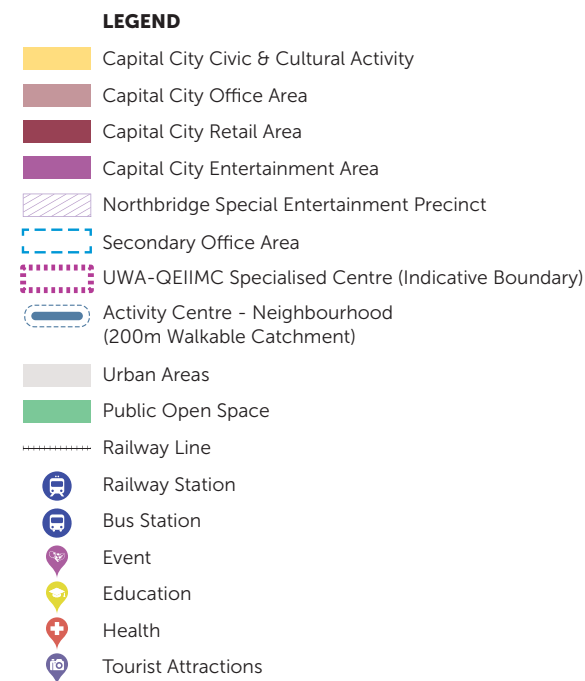 LEGEND
Capital City Civic & Cultural Activity
Capital City Office Area
Capital City Retail Area
Capital City Entertainment Area
Northbridge Special Entertainment Precinct
Secondary Office Area
UWA-QEIIMC Specialised Centre (Indicative Boundary)
Activity Centre - Neighbourhood
(200m Walkable Catchment)
Urban Areas
Public Open Space
Railway Line
Railway Station
Bus Station
Event
Education
Health
Tourist Attractions